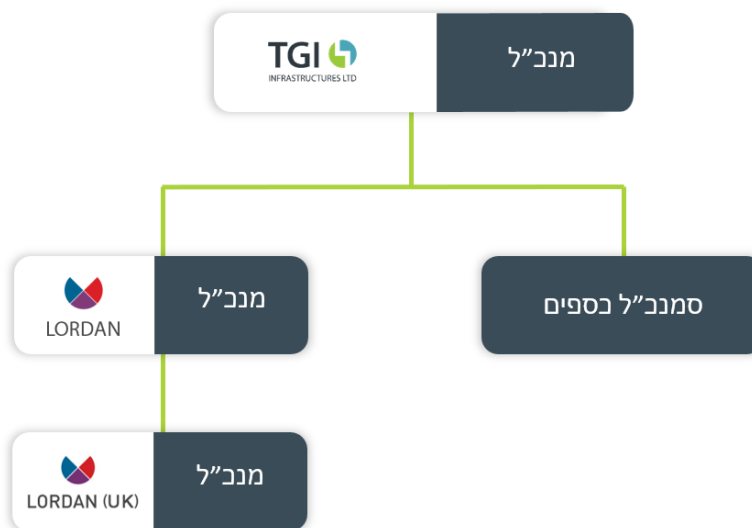 TGI
INFRASTRUCTURES LTD
מנכ״ל
LORDAN
מנכ״ל
סמנכ״ל כספים
LORDAN (UK)
מנכ״ל